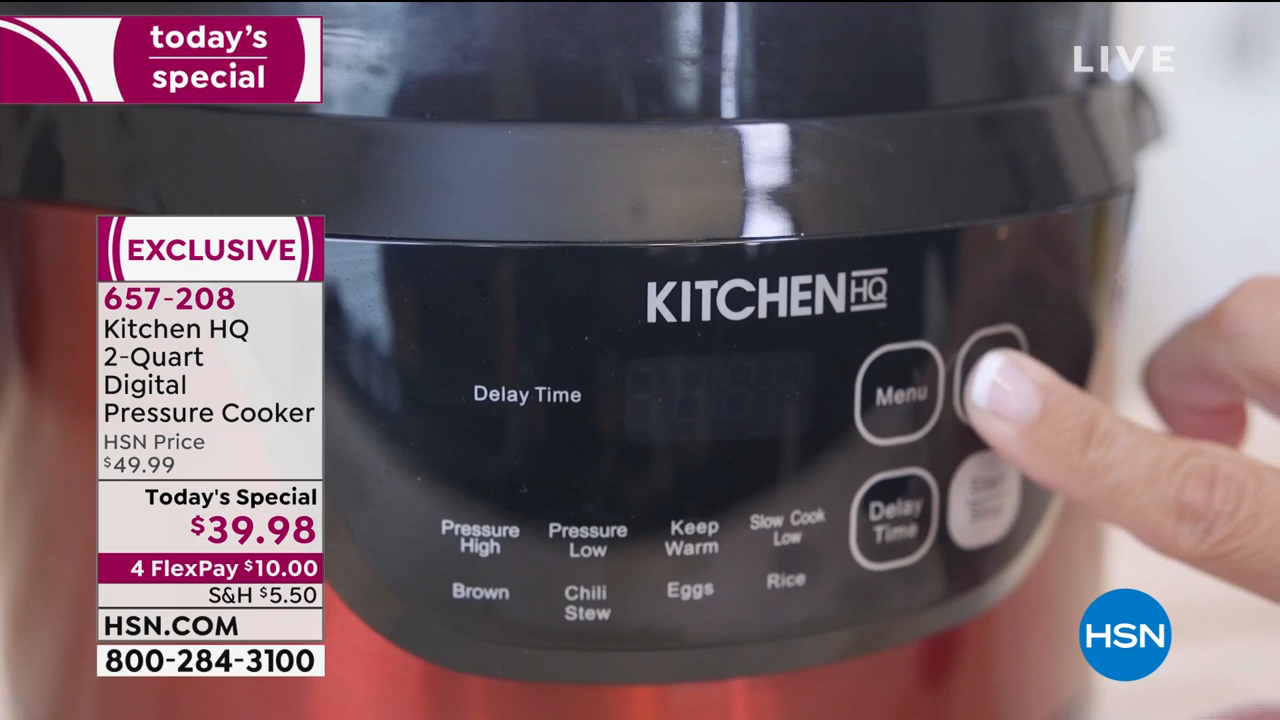 today's
special
LIVE
EXCLUSIVE
657-208
Kitchen HQ
2-Quart
Digital
Pressure Cooker
HSN Price
$49.99
Today's Special
$39.98
4 FlexPay $10.00
S&H $5.50
HSN.COM
800-284-3100
KITCHEN HQ
Delay Time
Menu
Delay
Time
Pressure
High
Pressure
Low
Keep
Warm
Slow Cook
Low
Brown
Chili
Stew
Eggs
Rice
HSN